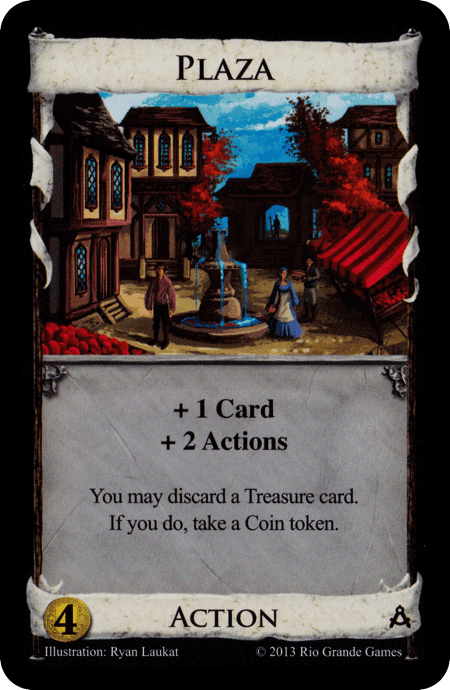 PLAZA
+ 1 Card
+ 2 Actions
You may discard a Treasure card.
If you do, take a Coin token.
4 ACTION
Illustration: Ryan Laukat © 2013 Rio Grande Games